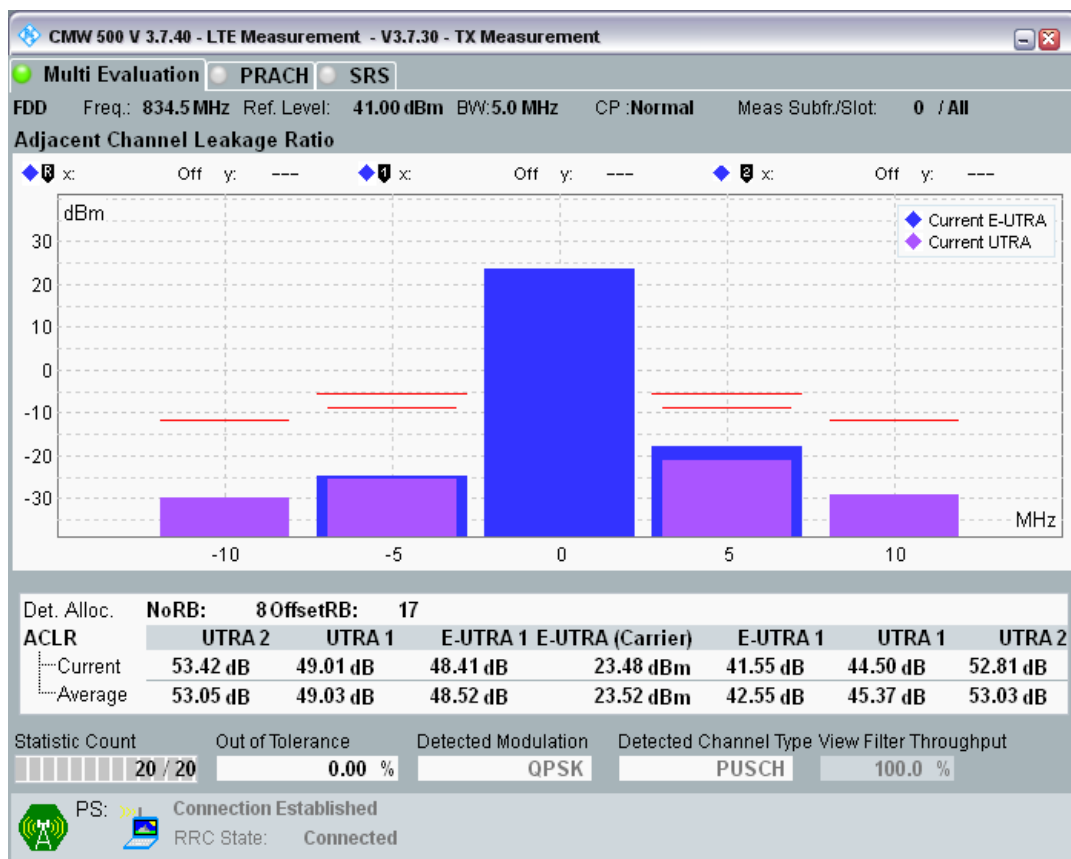 CMW 500 V 3.7.40 - LTE Measurement - V3.7.30 - TX Measurement
Multi Evaluation PRACH SRS
FDD Freq.: 834.5 MHz Ref. Level: 41.00 dBm BW:5.0 MHz CP :Normal Meas Subfr./Slot: 0 / All
Adjacent Channel Leakage Ratio
R x: Off y: --- 1 x: Off y: --- 2 x: Off y: ---
dBm
Current E-UTRA
Current UTRA
30
20
10
0
-10
-20
-30
MHz
-10 -5 0 5 10
Det. Alloc. NoRB: 8 OffsetRB: 17
ACLR UTRA 2 UTRA 1 E-UTRA 1 E-UTRA (Carrier) E-UTRA 1 UTRA 1 UTRA 2
Current 53.42 dB 49.01 dB 48.41 dB 23.48 dBm 41.55 dB 44.50 dB 52.81 dB
Average 53.05 dB 49.03 dB 48.52 dB 23.52 dBm 42.55 dB 45.37 dB 53.03 dB
Statistic Count Out of Tolerance Detected Modulation Detected Channel Type View Filter Throughput
20 / 20 0.00 % QPSK PUSCH 100.0 %
PS: Connection Established
RRC State: Connected